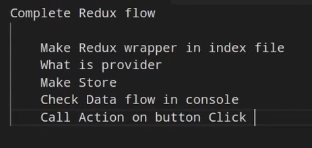 Complete Redux flow
Make Redux wrapper in index file
What is provider
Make Store
Check Data flow in console
Call Action on button Click